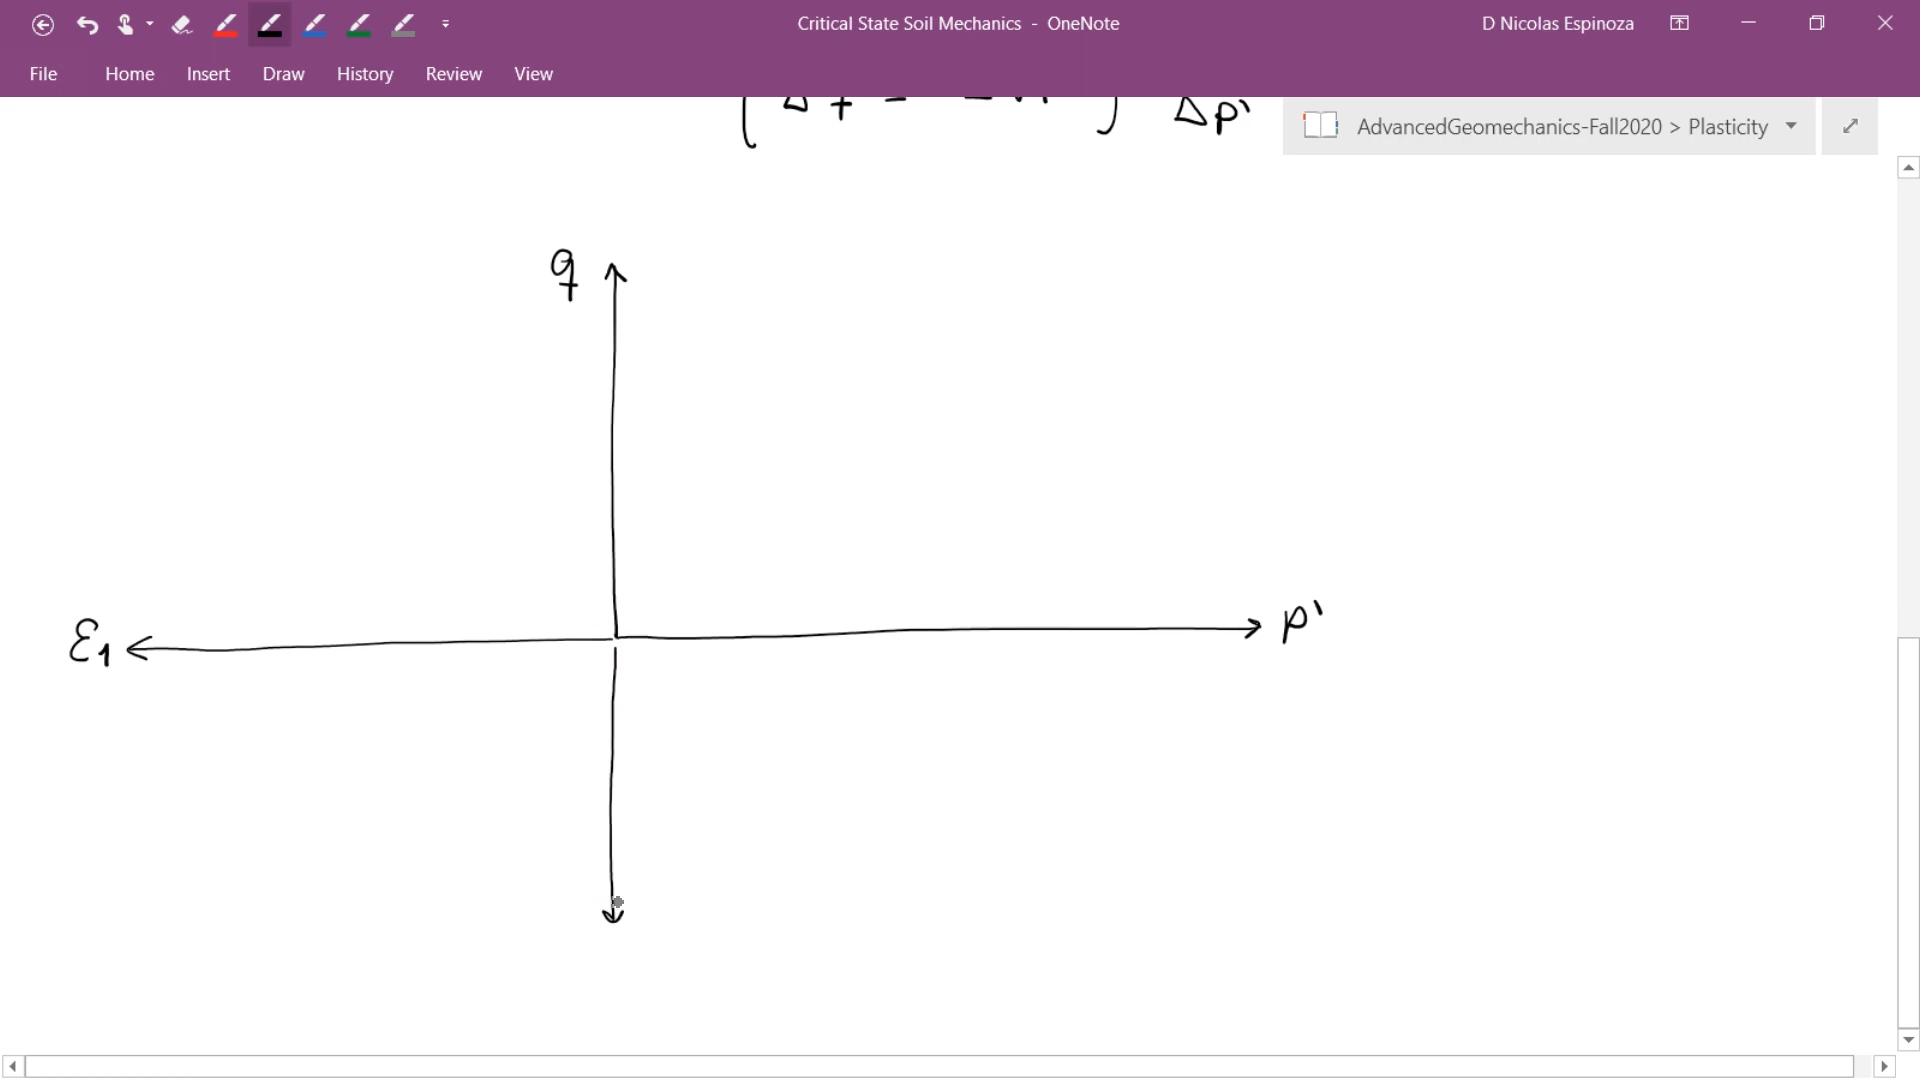 Critical State Soil Mechanics - OneNote
D Nicolas Espinoza
File Home Insert Draw History Review View
Δp'
AdvancedGeomechanics-Fall2020 > Plasticity
q
ε1
p'